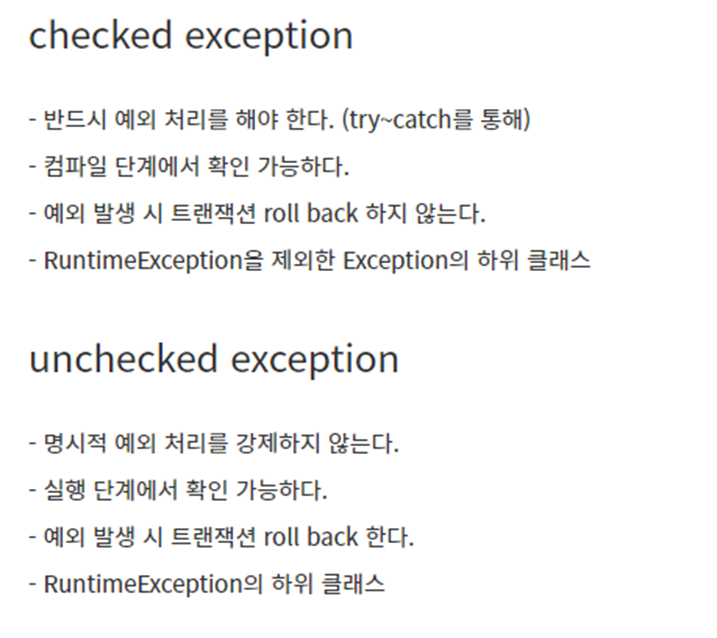 checked exception
- 반드시 예외 처리를 해야 한다. (try~catch를 통해)
- 컴파일 단계에서 확인 가능하다.
- 예외 발생 시 트랜잭션 roll back 하지 않는다.
- RuntimeException을 제외한 Exception의 하위 클래스
unchecked exception
- 명시적 예외 처리를 강제하지 않는다.
- 실행 단계에서 확인 가능하다.
- 예외 발생 시 트랜잭션 roll back 한다.
- RuntimeException의 하위 클래스